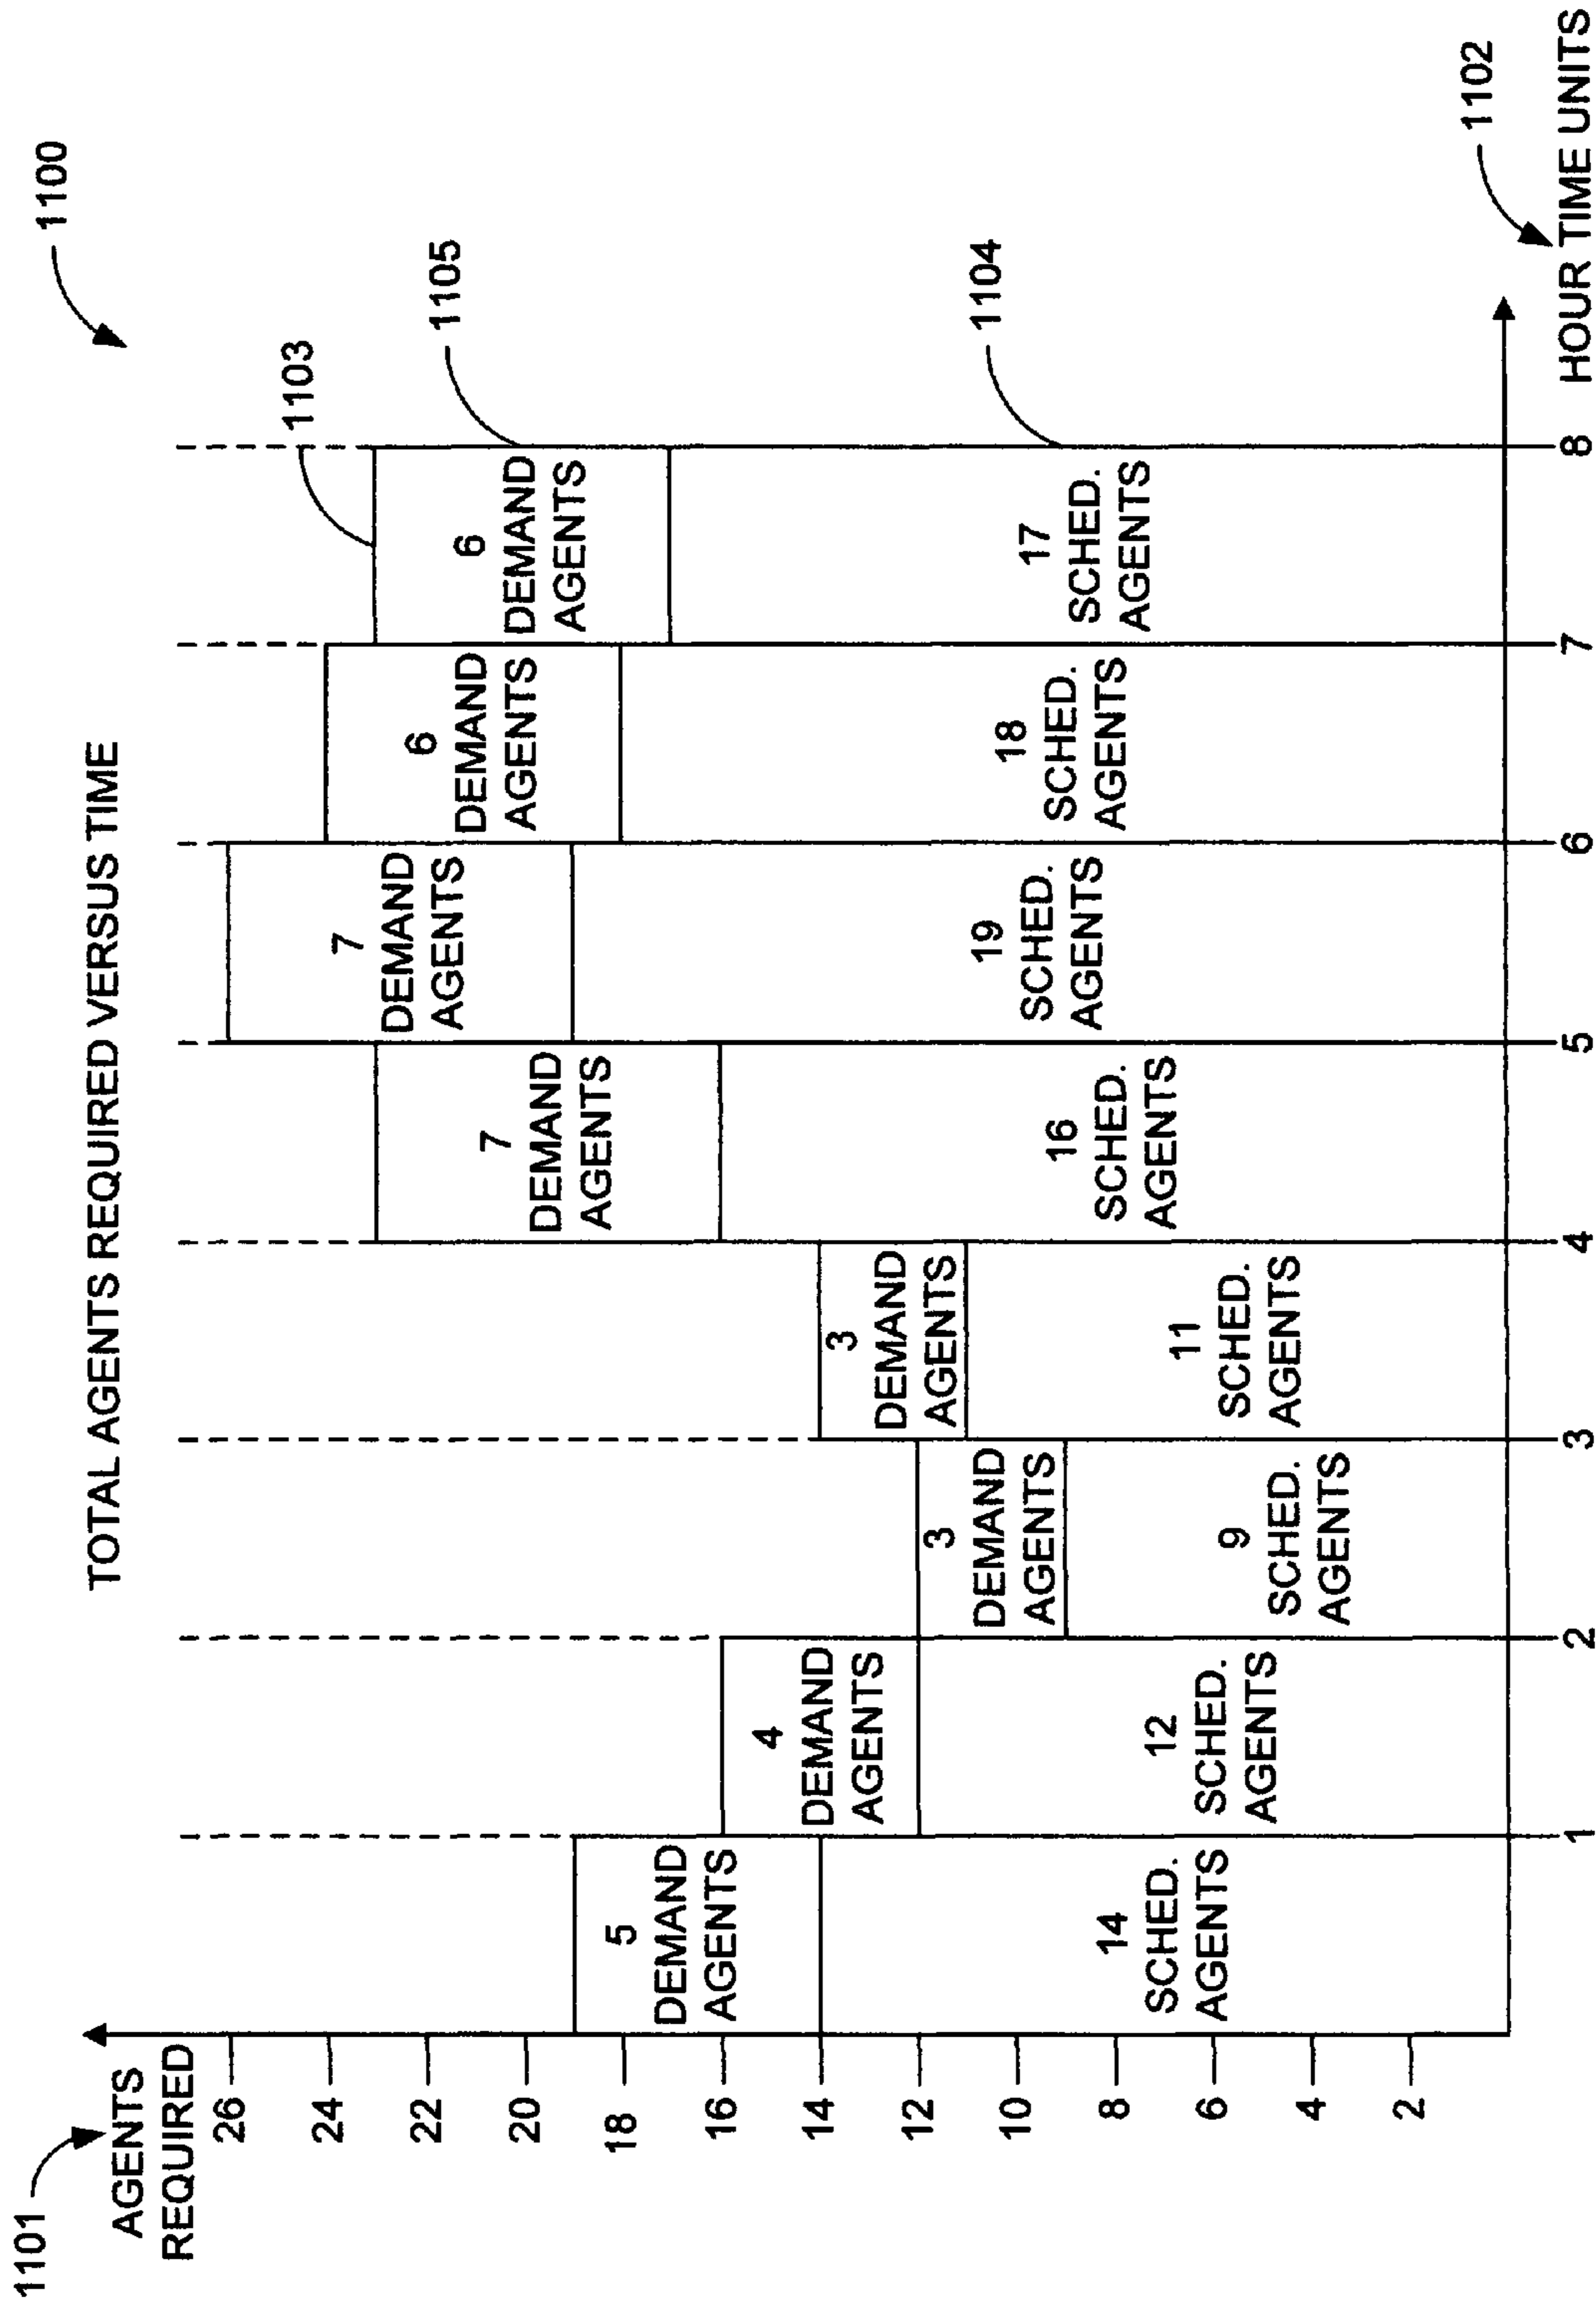 1100
TOTAL AGENTS REQUIRED VERSUS TIME
1101
AGENTS
REQUIRED
26
24
22
20
18
16
14
12
10
8
6
4
2
5
DEMAND
AGENTS
14
SCHED.
AGENTS
4
DEMAND
AGENTS
12
SCHED.
AGENTS
3
DEMAND
AGENTS
9
SCHED.
AGENTS
3
DEMAND
AGENTS
11
SCHED.
AGENTS
7
DEMAND
AGENTS
16
SCHED.
AGENTS
7
DEMAND
AGENTS
19
SCHED.
AGENTS
6
DEMAND
AGENTS
18
SCHED.
AGENTS
6
DEMAND
AGENTS
17
SCHED.
AGENTS
1103
1105
1104
1 2 3 4 5 6 7 8
1102
HOUR TIME UNITS